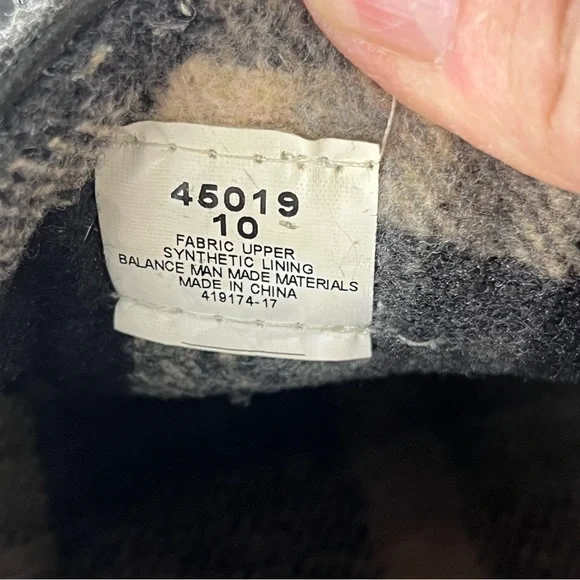 45019
10
FABRIC UPPER
SYNTHETIC LINING
BALANCE MAN MADE MATERIALS
MADE IN CHINA
419174-17